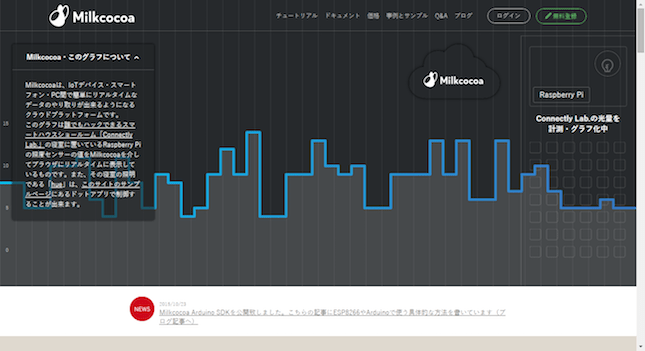 Milkcocoa
チュートリアル ドキュメント 価格 事例とサンプル Q&A ブログ
ログイン
無料登録
Milkcocoa・このグラフについて
Milkcocoaは、IoTデバイス・スマート
フォン・PC間で簡単にリアルタイムな
データのやり取りが出来るようになる
クラウドプラットフォームです。
このグラフは誰でもハックできるスマ
ートハウスショールーム「Connectly
Lab.」の寝室に置いているRaspberry Pi
の照度センサーの値をMilkcocoaを介し
てブラウザにリアルタイムに表示して
いるものです。また、その寝室の照明
である「hue」は、このサイトのサンプ
ルページにあるドットアプリで制御す
ることが出来ます。
Milkcocoa
Raspberry Pi
Connectly Lab.の光量を
計測・グラフ化中
15
10
5
0
NEWS
Milkcocoa Arduino SDKを公開致しました。こちらの記事にESP8266やArduinoで使う具体的な方法を書いています（ブ
ログ記事へ）